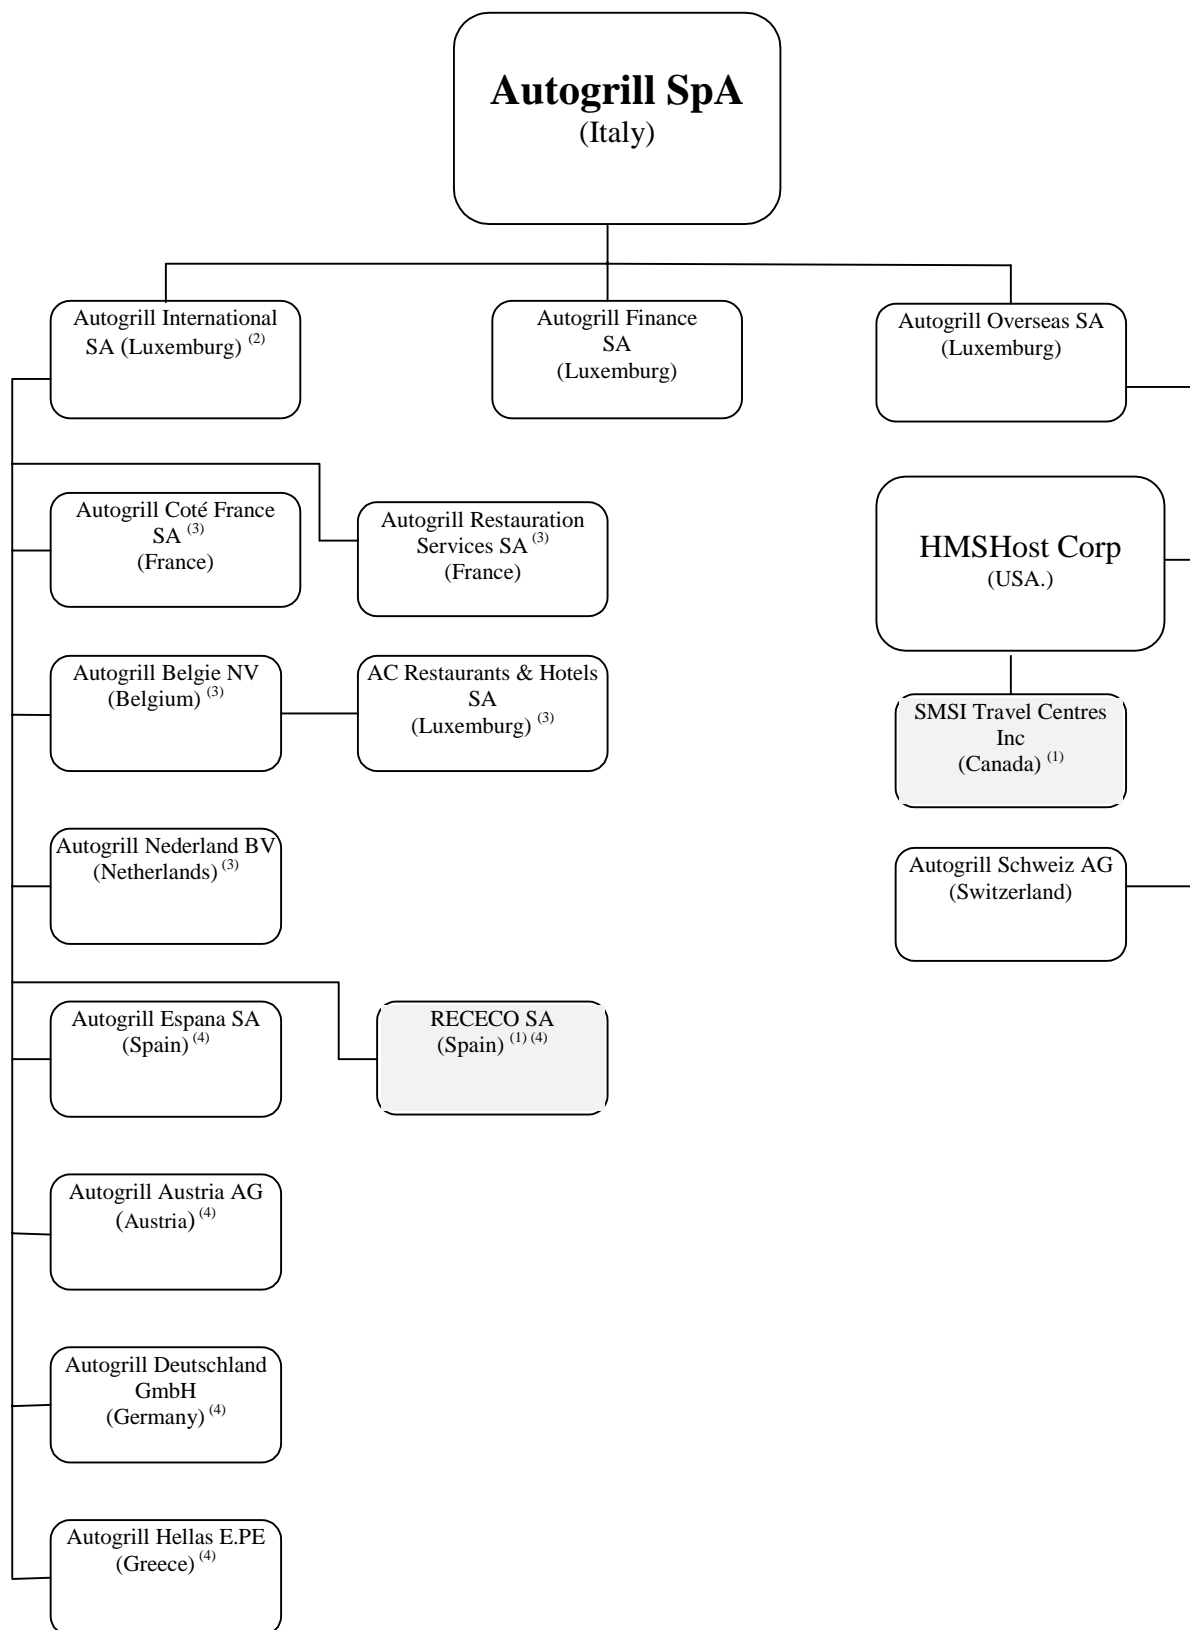 Autogrill SpA
(Italy)
Autogrill International
SA (Luxemburg) (2)
Autogrill Finance
SA
(Luxemburg)
Autogrill Overseas SA
(Luxemburg)
Autogrill Coté France
SA (3)
(France)
Autogrill Restauration
Services SA (3)
(France)
HMSHost Corp
(USA.)
Autogrill Belgie NV
(Belgium) (3)
AC Restaurants & Hotels
SA
(Luxemburg) (3)
SMSI Travel Centres
Inc
(Canada) (1)
Autogrill Nederland BV
(Netherlands) (3)
Autogrill Schweiz AG
(Switzerland)
Autogrill Espana SA
(Spain) (4)
RECECO SA
(Spain) (1) (4)
Autogrill Austria AG
(Austria) (4)
Autogrill Deutschland
GmbH
(Germany) (4)
Autogrill Hellas E.PE
(Greece) (4)